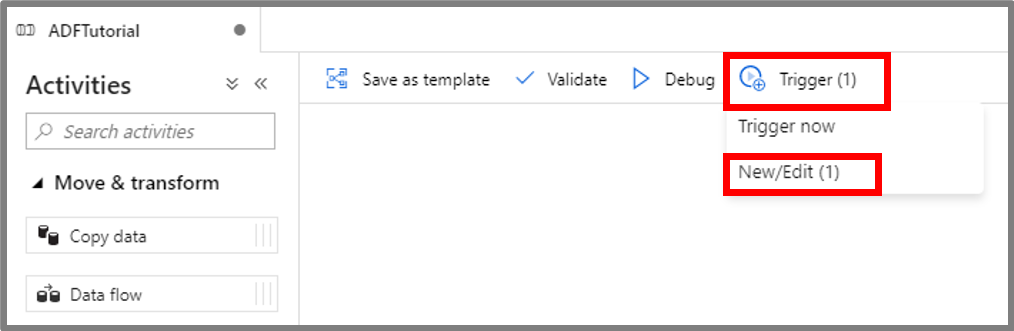 ADFTutorial
Activities
Search activities
Move & transform
Copy data
Data flow
Save as template
Validate
Debug
Trigger (1)
Trigger now
New/Edit (1)